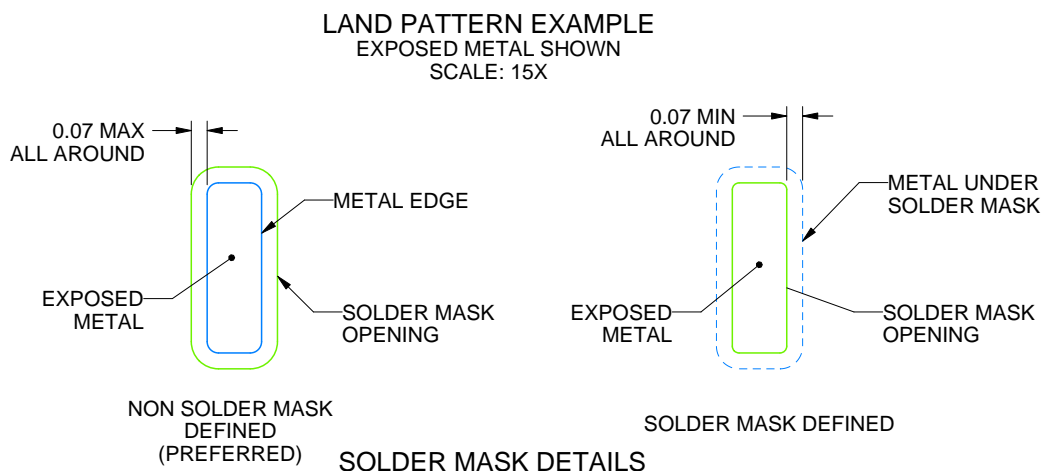 LAND PATTERN EXAMPLE
EXPOSED METAL SHOWN
SCALE: 15X
0.07 MAX
ALL AROUND
METAL EDGE
EXPOSED
METAL
SOLDER MASK
OPENING
NON SOLDER MASK
DEFINED
(PREFERRED)
0.07 MIN
ALL AROUND
METAL UNDER
SOLDER MASK
EXPOSED
METAL
SOLDER MASK
OPENING
SOLDER MASK DEFINED
SOLDER MASK DETAILS